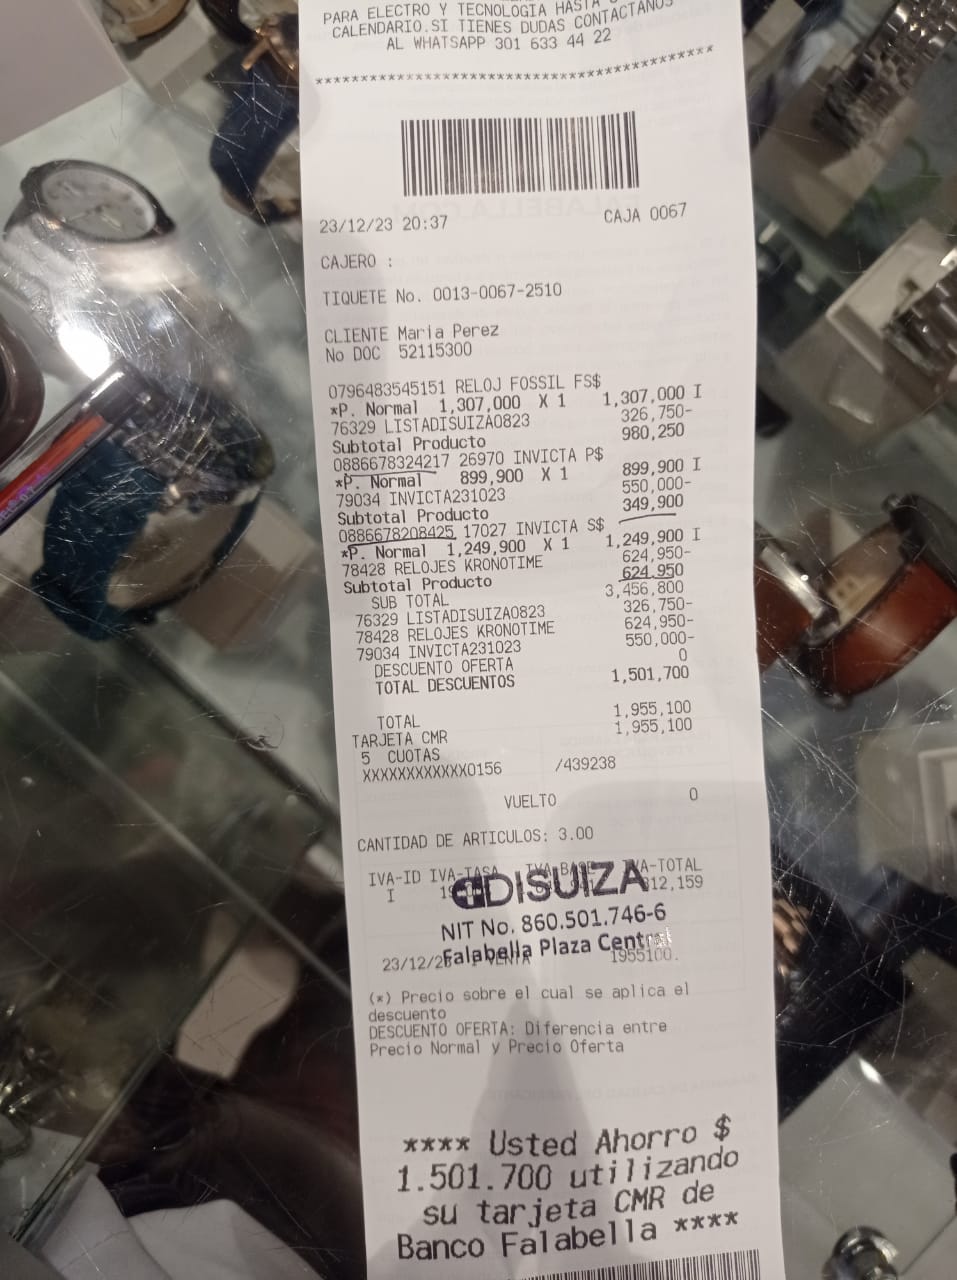 PARA ELECTRO Y TECNOLOGIA HASTA
CALENDARIO.SI TIENES DUDAS CONTACTANOS
AL WHATSAPP 301 633 44 22
******************************************
23/12/23 20:37 CAJA 0067
CAJERO :
TIQUETE No. 0013-0067-2510
CLIENTE Maria Perez
No DOC 52115300
0796483545151 RELOJ FOSSIL FS$
*P. Normal 1,307,000 X 1 1,307,000 I
76329 LISTADISUIZA0823 326,750-
Subtotal Producto 980,250
0886678324217 26970 INVICTA P$
*P. Normal 899,900 X 1 899,900 I
79034 INVICTA231023 550,000-
Subtotal Producto 349,900
0886678208425 17027 INVICTA S$
*P. Normal 1,249,900 X 1 1,249,900 I
78428 RELOJES KRONOTIME 624,950-
Subtotal Producto 624,950
SUB TOTAL 3,456,800
76329 LISTADISUIZA0823 326,750-
78428 RELOJES KRONOTIME 624,950-
79034 INVICTA231023 550,000-
DESCUENTO OFERTA 0
TOTAL DESCUENTOS 1,501,700
TOTAL 1,955,100
TARJETA CMR 1,955,100
5 CUOTAS
XXXXXXXXXXXX0156 /439238
VUELTO 0
CANTIDAD DE ARTICULOS: 3.00
IVA-ID IVA-TASA IVA-BASE IVA-TOTAL
I 312,159
DISUIZA
NIT No. 860.501.746-6
Falabella Plaza Central
VENTA 1955100.
(*) Precio sobre el cual se aplica el
descuento
DESCUENTO OFERTA: Diferencia entre
Precio Normal y Precio Oferta
**** Usted Ahorro $
1.501.700 utilizando
su tarjeta CMR de
Banco Falabella ****